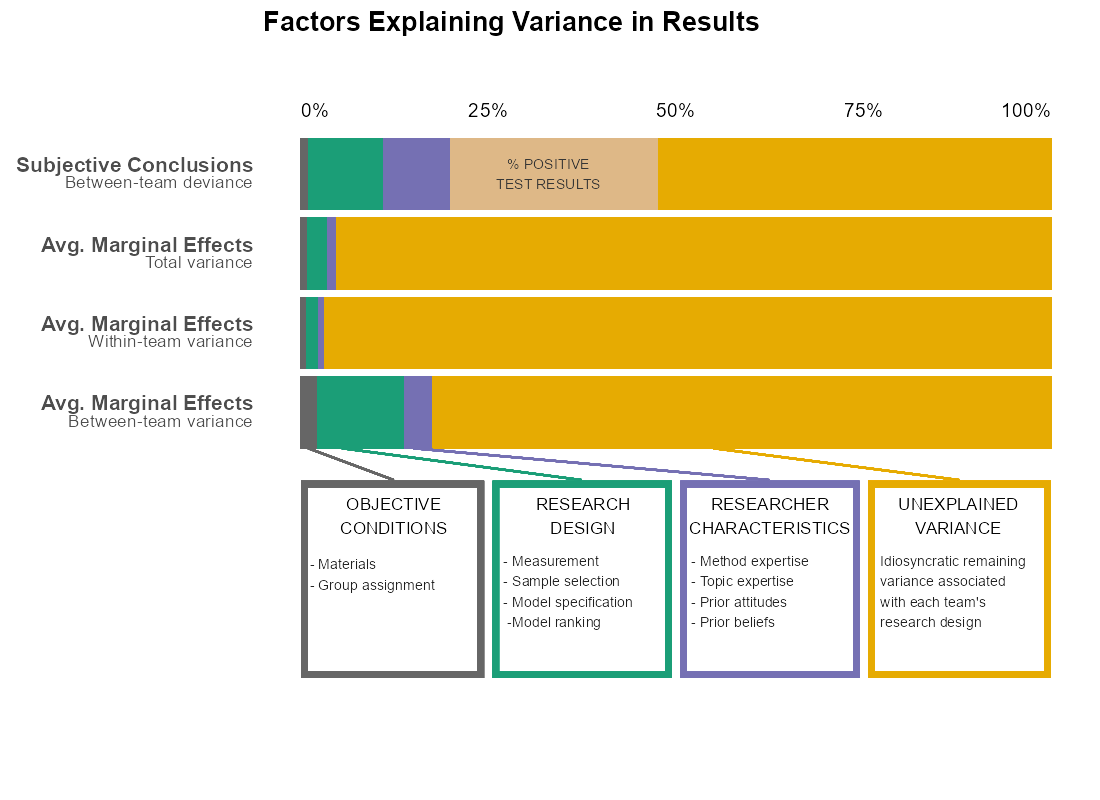 Factors Explaining Variance in Results
0% 25% 50% 75% 100%
Subjective Conclusions
Between-team deviance
% POSITIVE
TEST RESULTS
Avg. Marginal Effects
Total variance
Avg. Marginal Effects
Within-team variance
Avg. Marginal Effects
Between-team variance
OBJECTIVE
CONDITIONS
- Materials
- Group assignment
RESEARCH
DESIGN
- Measurement
- Sample selection
- Model specification
-Model ranking
RESEARCHER
CHARACTERISTICS
- Method expertise
- Topic expertise
- Prior attitudes
- Prior beliefs
UNEXPLAINED
VARIANCE
Idiosyncratic remaining
variance associated
with each team's
research design